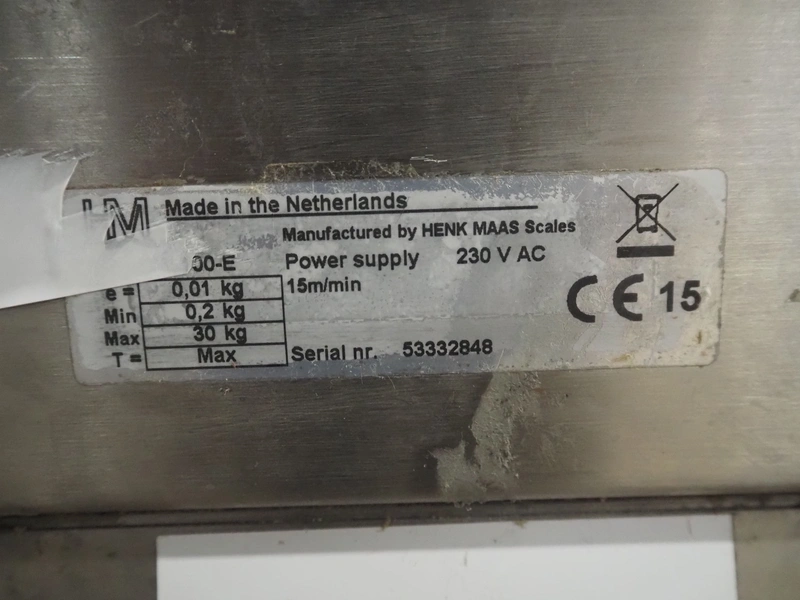 HM Made in the Netherlands
Manufactured by HENK MAAS Scales
00-E Power supply 230 V AC
e = 0,01 kg 15m/min
Min 0,2 kg
Max 30 kg
T = Max Serial nr. 53332848
CE 15